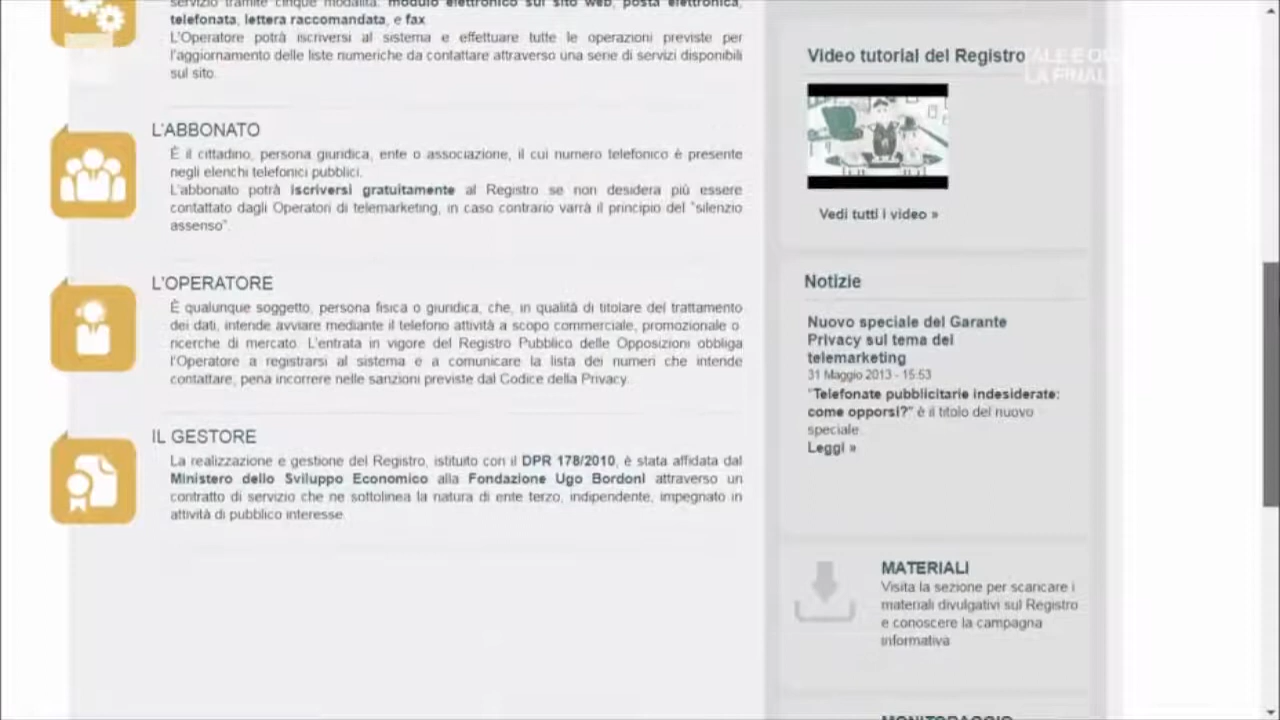 servizio tramite cinque modalità: modulo elettronico sul sito web, posta elettronica,
telefonata, lettera raccomandata, e fax.
L'Operatore potrà iscriversi al sistema e effettuare tutte le operazioni previste per
l'aggiornamento delle liste numeriche da contattare attraverso una serie di servizi disponibili
sul sito.
L'ABBONATO
È il cittadino, persona giuridica, ente o associazione, il cui numero telefonico è presente
negli elenchi telefonici pubblici.
L'abbonato potrà iscriversi gratuitamente al Registro se non desidera più essere
contattato dagli Operatori di telemarketing, in caso contrario varrà il principio del "silenzio
assenso".
L'OPERATORE
È qualunque soggetto, persona fisica o giuridica, che, in qualità di titolare del trattamento
dei dati, intende avviare mediante il telefono attività a scopo commerciale, promozionale o
ricerche di mercato. L'entrata in vigore del Registro Pubblico delle Opposizioni obbliga
l'Operatore a registrarsi al sistema e a comunicare la lista dei numeri che intende
contattare, pena incorrere nelle sanzioni previste dal Codice della Privacy.
IL GESTORE
La realizzazione e gestione del Registro, istituito con il DPR 178/2010, è stata affidata dal
Ministero dello Sviluppo Economico alla Fondazione Ugo Bordoni attraverso un
contratto di servizio che ne sottolinea la natura di ente terzo, indipendente, impegnato in
attività di pubblico interesse.
Video tutorial del Registro
Vedi tutti i video »
Notizie
Nuovo speciale del Garante
Privacy sul tema del
telemarketing
31 Maggio 2013 - 15:53
"Telefonate pubblicitarie indesiderate:
come opporsi?" è il titolo del nuovo
speciale.
Leggi »
MATERIALI
Visita la sezione per scaricare i
materiali divulgativi sul Registro
e conoscere la campagna
informativa
MONITORAGGIO
LA FINAL